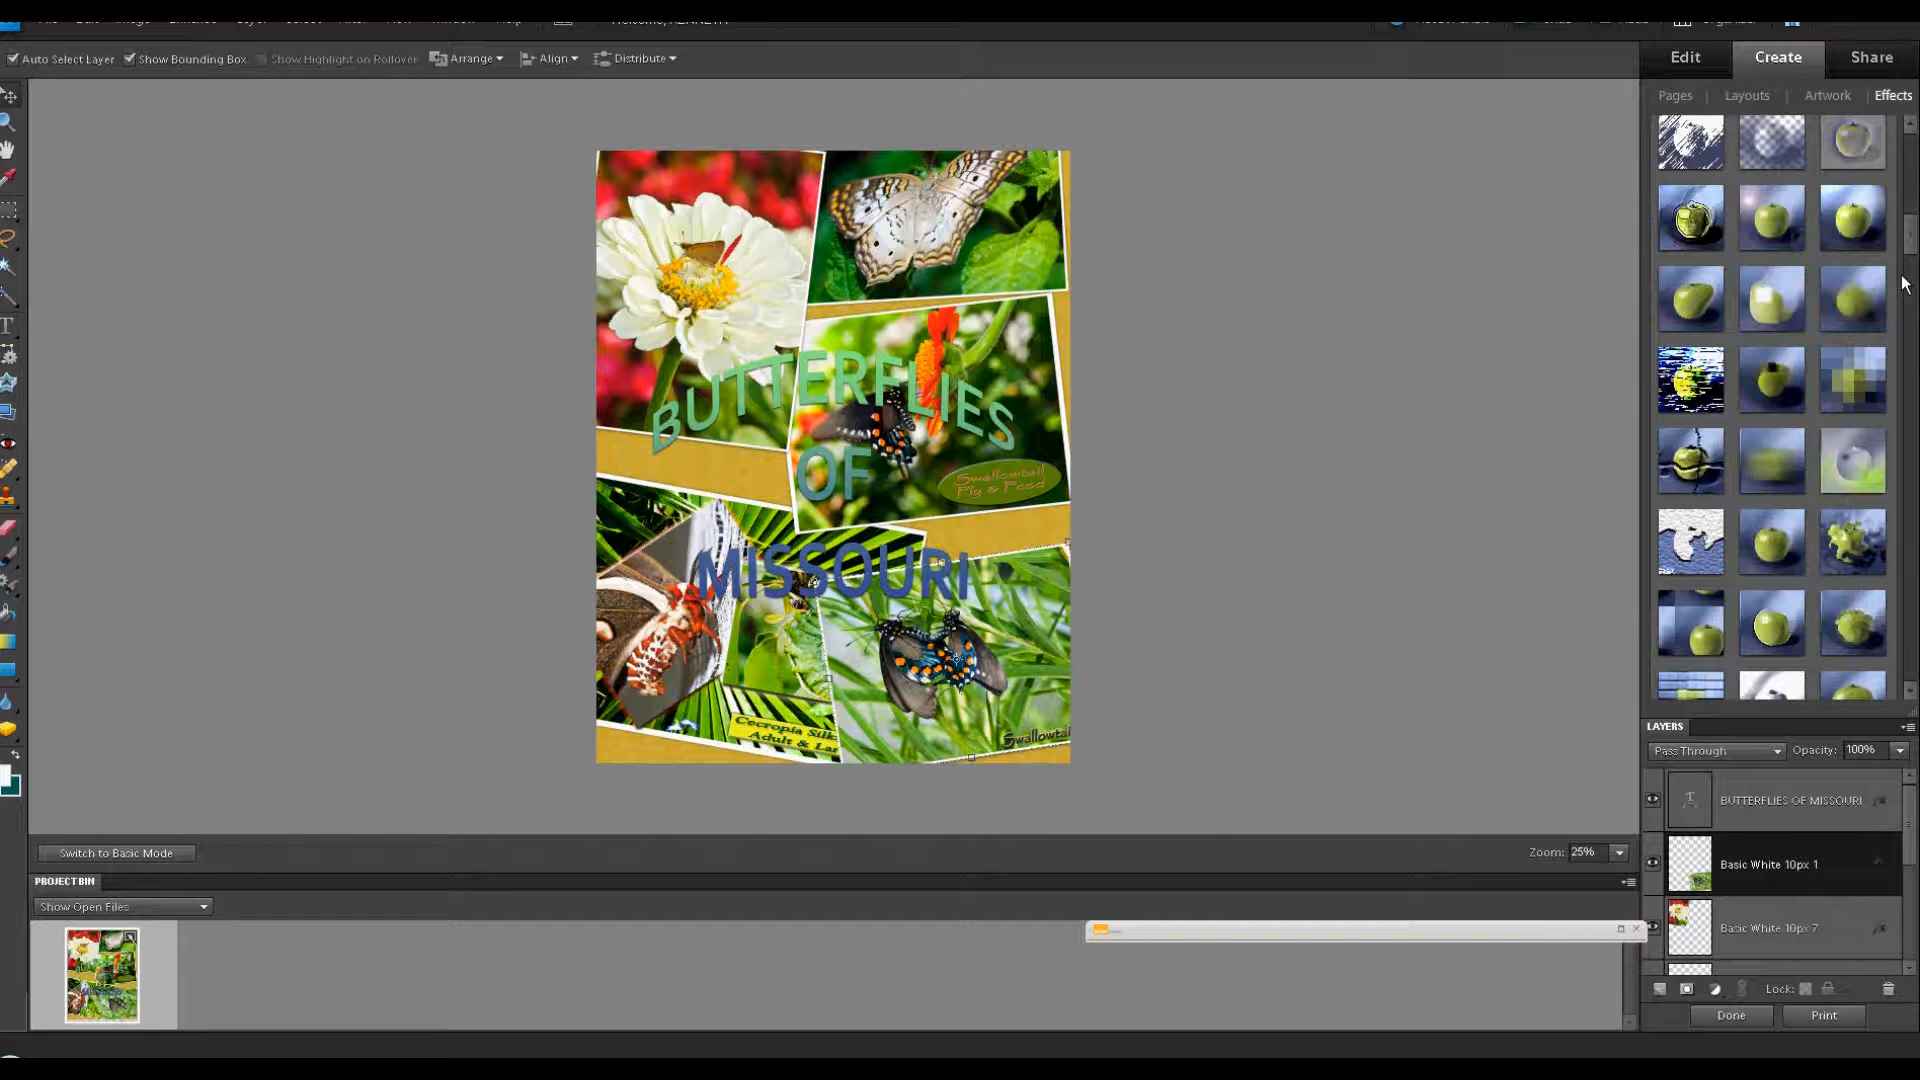 Welcome, KENNETH
Auto Select Layer
Show Bounding Box
Show Highlight on Rollover
Arrange
Align
Distribute
Edit
Create
Share
Pages | Layouts | Artwork | Effects
BUTTERFLIES
OF
MISSOURI
Swallowtail
Fly & Feed
Cecropia Silk
Adult & Lar
Swallowtai
LAYERS
Pass Through
Opacity: 100%
BUTTERFLIES OF MISSOURI
Basic White 10px 1
Basic White 10px 7
Lock:
Done
Print
Switch to Basic Mode
Zoom: 25%
PROJECT BIN
Show Open Files